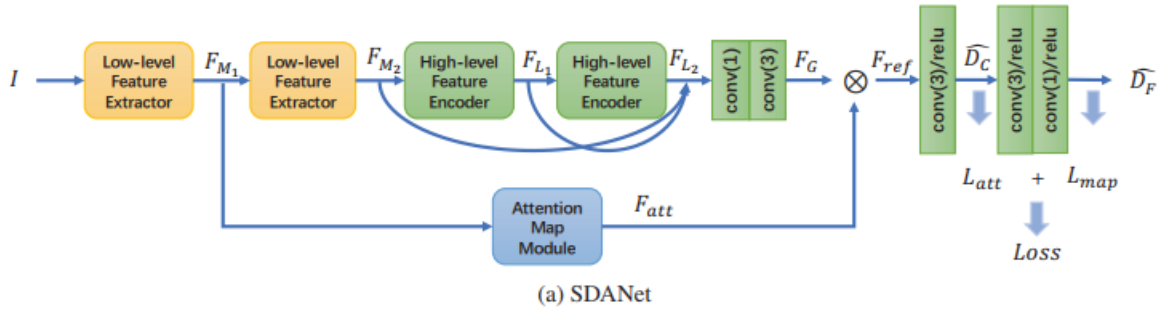 I
Low-level
Feature
Extractor
F_{M_1}
Low-level
Feature
Extractor
F_{M_2}
High-level
Feature
Encoder
F_{L_1}
High-level
Feature
Encoder
F_{L_2}
conv(1)
conv(3)
F_G
⊗
F_{ref}
conv(3)/relu
\widehat{D_C}
conv(3)/relu
conv(1)/relu
\widehat{D_F}
Attention
Map
Module
F_{att}
L_{att} + L_{map}
Loss
(a) SDANet